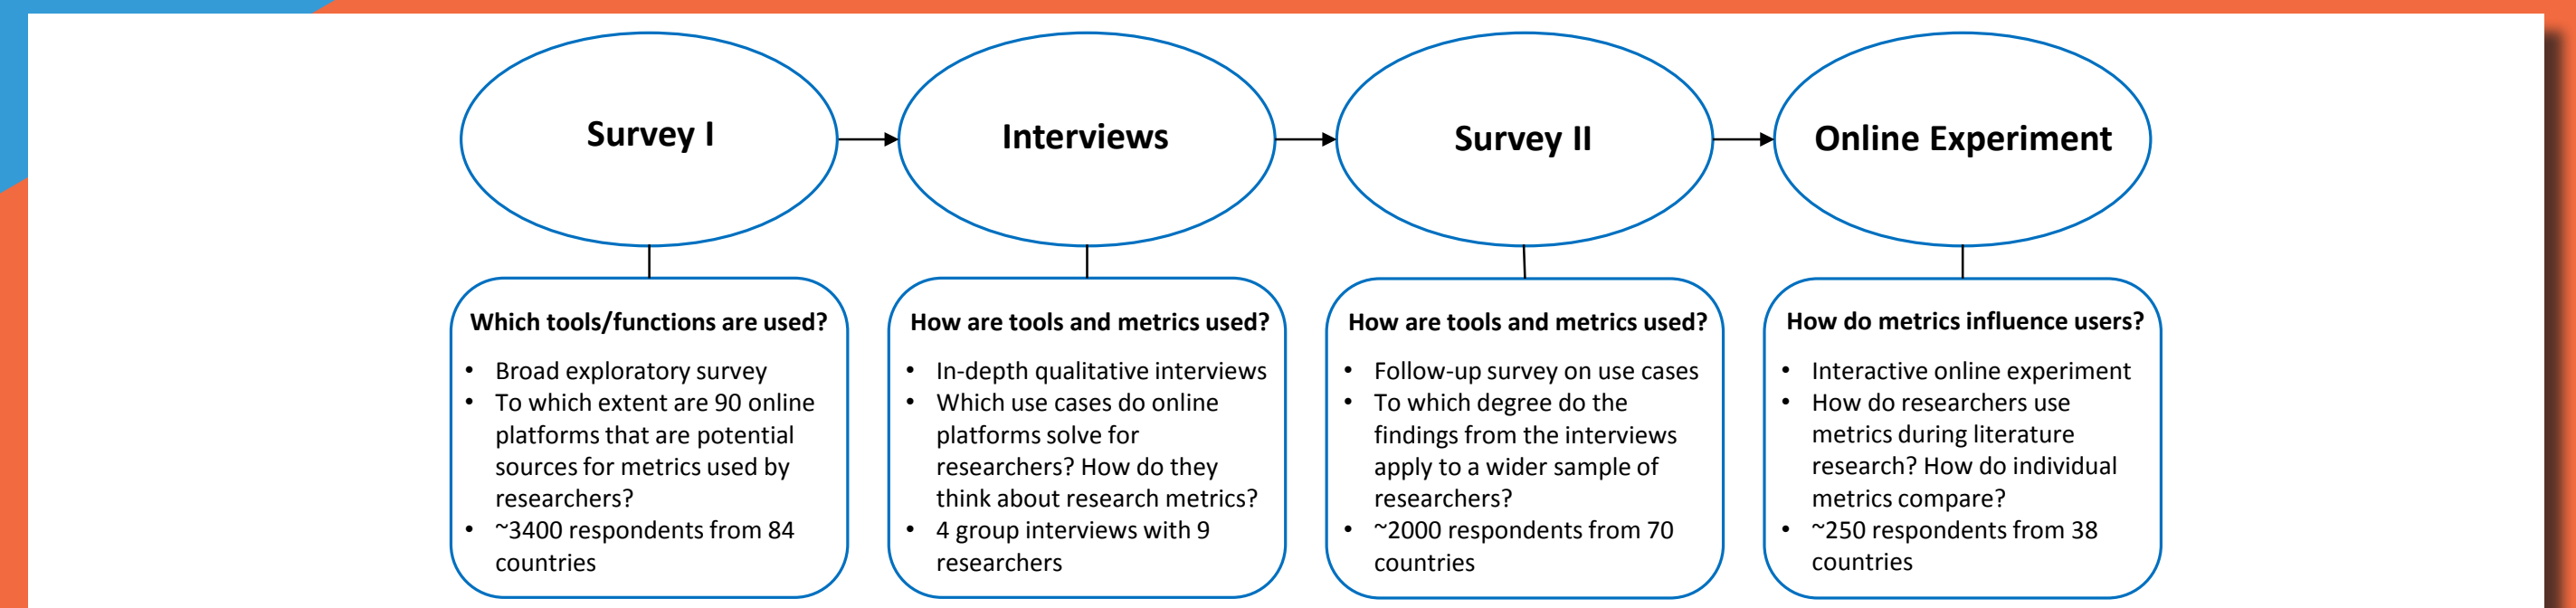 Survey I
Interviews
Survey II
Online Experiment
Which tools/functions are used?
• Broad exploratory survey
• To which extent are 90 online
platforms that are potential
sources for metrics used by
researchers?
• ~3400 respondents from 84
countries
How are tools and metrics used?
• In-depth qualitative interviews
• Which use cases do online
platforms solve for
researchers? How do they
think about research metrics?
• 4 group interviews with 9
researchers
How are tools and metrics used?
• Follow-up survey on use cases
• To which degree do the
findings from the interviews
apply to a wider sample of
researchers?
• ~2000 respondents from 70
countries
How do metrics influence users?
• Interactive online experiment
• How do researchers use
metrics during literature
research? How do individual
metrics compare?
• ~250 respondents from 38
countries